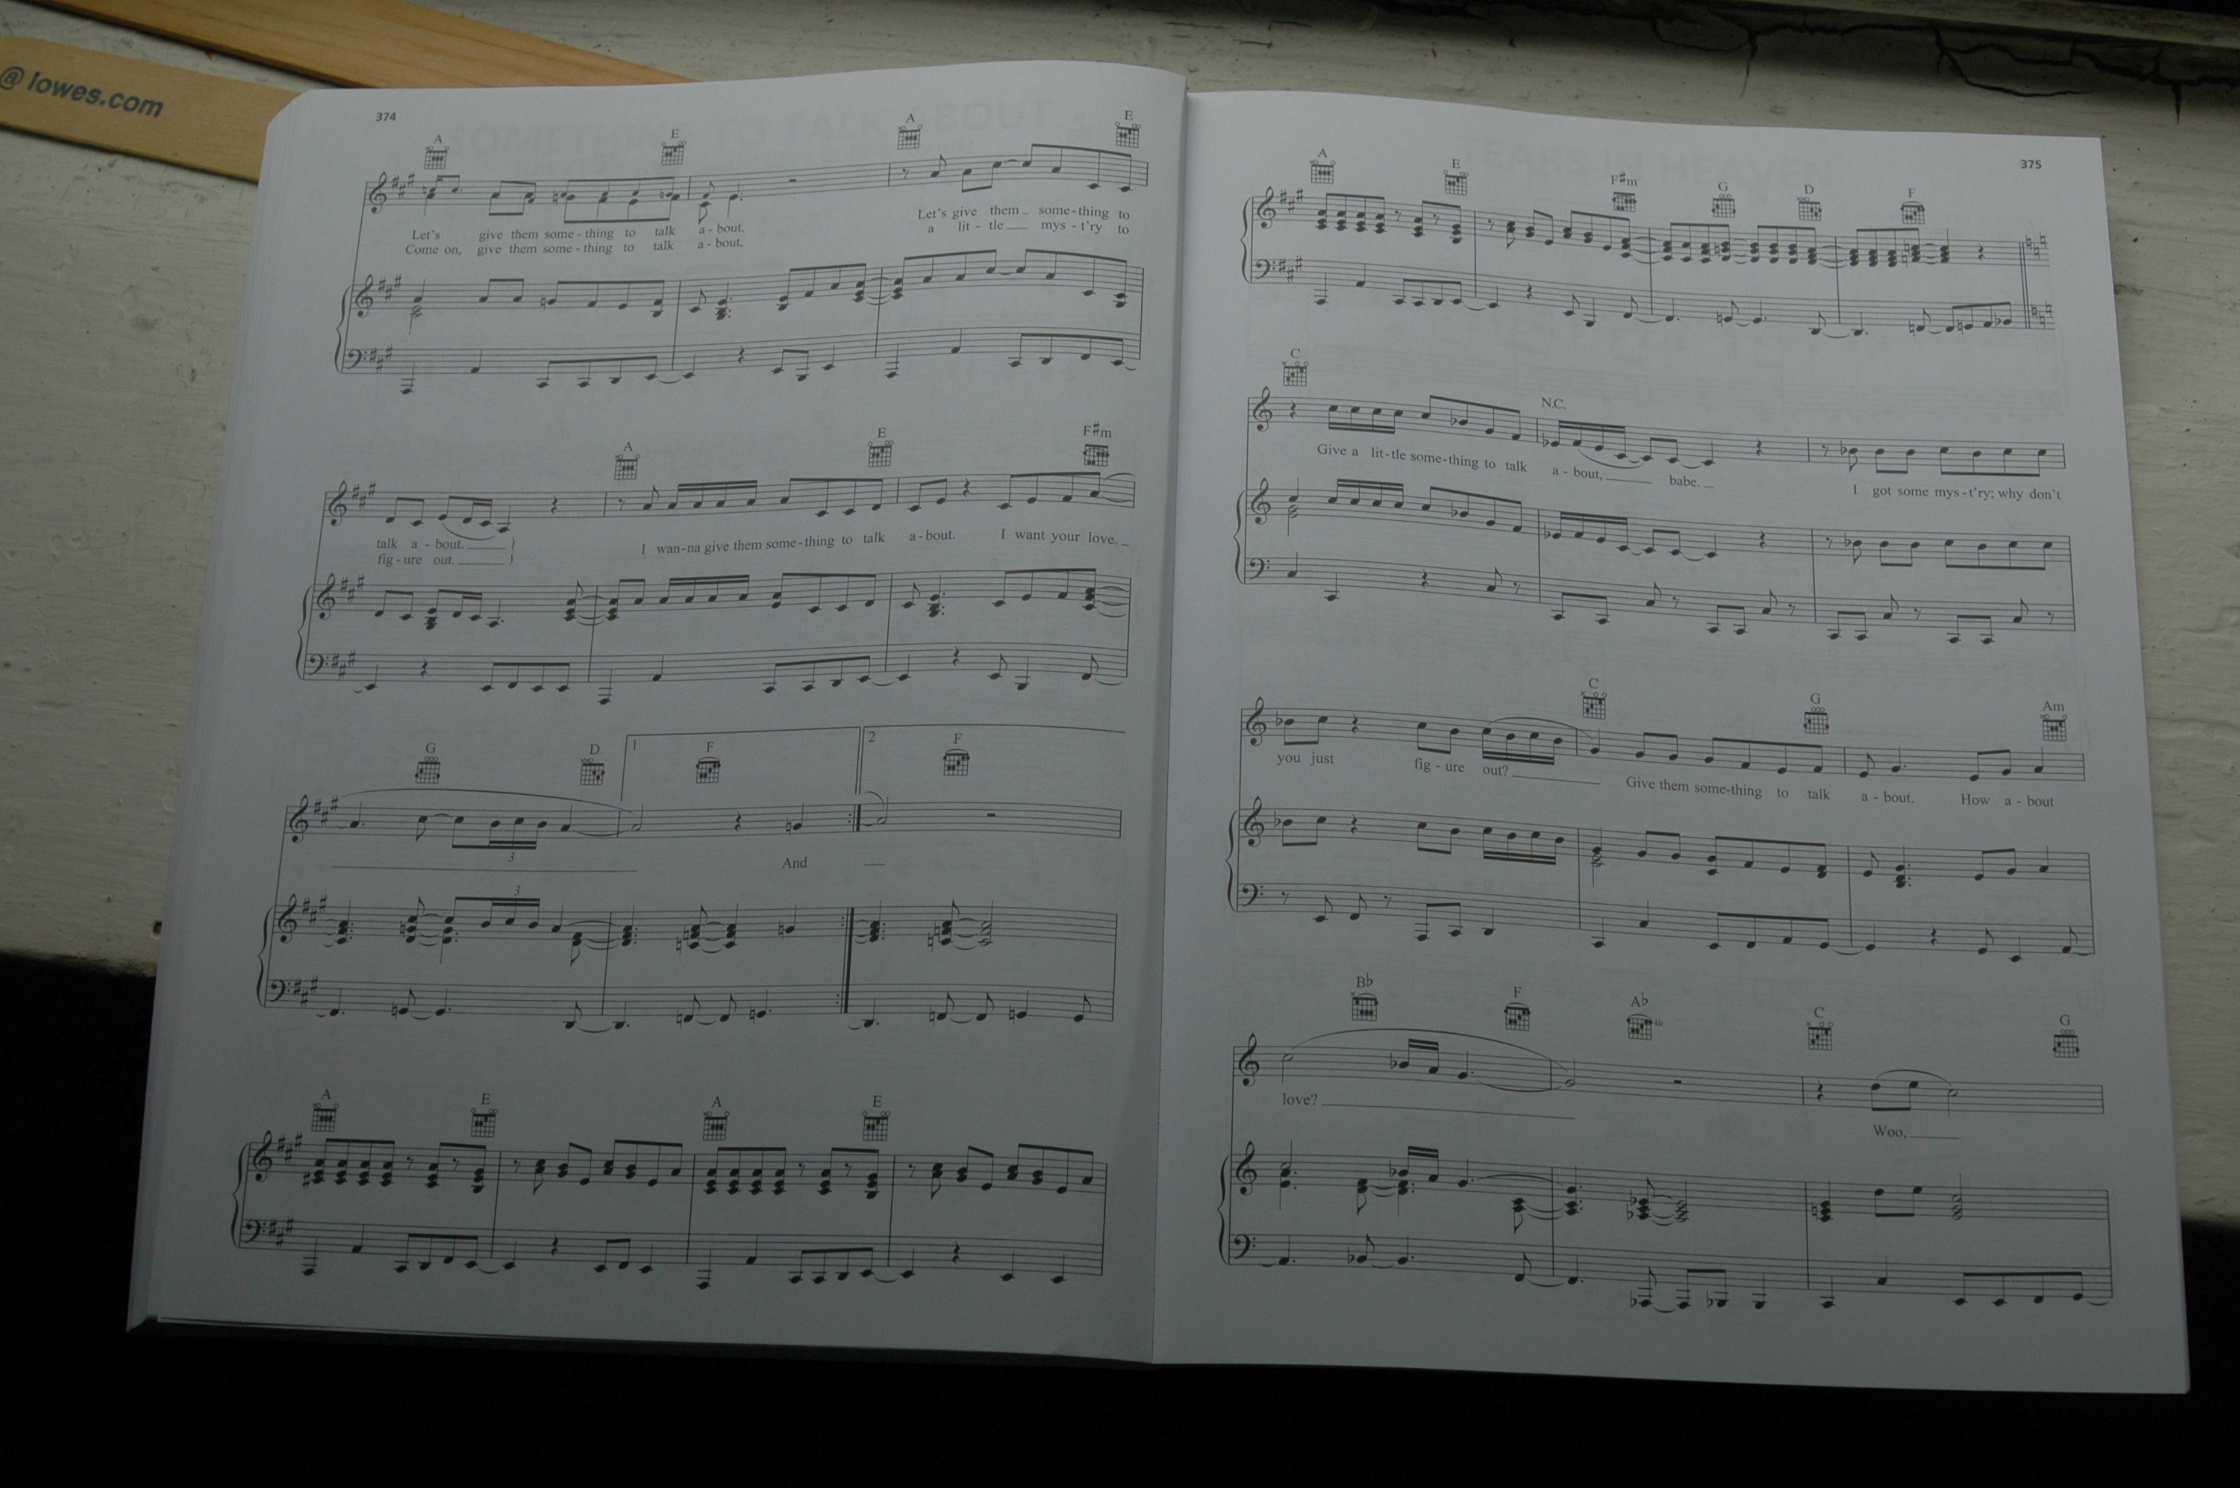 @ lowes.com
374
A E A E
Let's give them some - thing to talk a - bout. Let's give them some - thing to
Come on, give them some - thing to talk a - bout, a lit - tle mys - t'ry to
A E F#m
talk a - bout. I wan - na give them some - thing to talk a - bout. I want your love,
fig - ure out.
G D 1 F 2 F
3
And
3
A E A E
375
A E F#m G D F
C N.C.
Give a lit - tle some - thing to talk a - bout, babe. I got some mys - t'ry; why don't
C G Am
you just fig - ure out? Give them some - thing to talk a - bout. How a - bout
B♭ F A♭ C G
love? Woo,